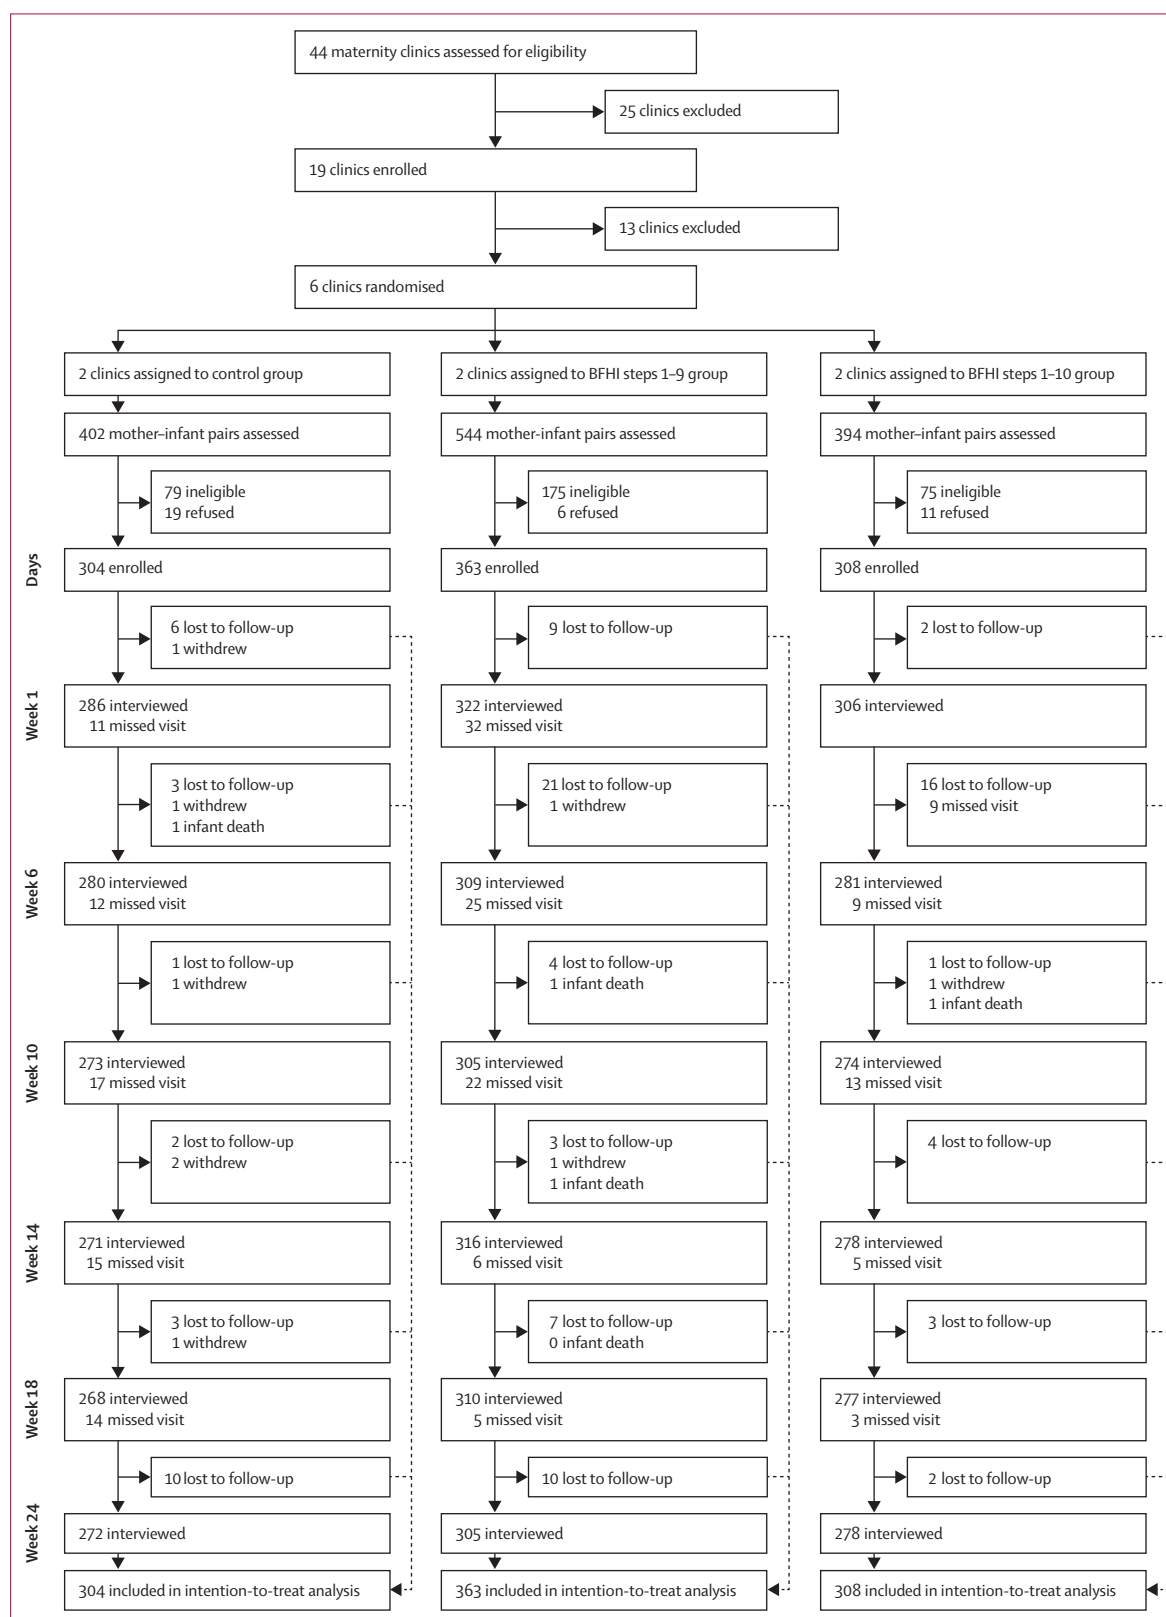 44 maternity clinics assessed for eligibility
25 clinics excluded
19 clinics enrolled
13 clinics excluded
6 clinics randomised
2 clinics assigned to control group
2 clinics assigned to BFHI steps 1–9 group
2 clinics assigned to BFHI steps 1–10 group
402 mother–infant pairs assessed
544 mother-infant pairs assessed
394 mother–infant pairs assessed
79 ineligible
19 refused
175 ineligible
6 refused
75 ineligible
11 refused
Days
304 enrolled
363 enrolled
308 enrolled
6 lost to follow-up
1 withdrew
9 lost to follow-up
2 lost to follow-up
Week 1
286 interviewed
11 missed visit
322 interviewed
32 missed visit
306 interviewed
3 lost to follow-up
1 withdrew
1 infant death
21 lost to follow-up
1 withdrew
16 lost to follow-up
9 missed visit
Week 6
280 interviewed
12 missed visit
309 interviewed
25 missed visit
281 interviewed
9 missed visit
1 lost to follow-up
1 withdrew
4 lost to follow-up
1 infant death
1 lost to follow-up
1 withdrew
1 infant death
Week 10
273 interviewed
17 missed visit
305 interviewed
22 missed visit
274 interviewed
13 missed visit
2 lost to follow-up
2 withdrew
3 lost to follow-up
1 withdrew
1 infant death
4 lost to follow-up
Week 14
271 interviewed
15 missed visit
316 interviewed
6 missed visit
278 interviewed
5 missed visit
3 lost to follow-up
1 withdrew
7 lost to follow-up
0 infant death
3 lost to follow-up
Week 18
268 interviewed
14 missed visit
310 interviewed
5 missed visit
277 interviewed
3 missed visit
10 lost to follow-up
10 lost to follow-up
2 lost to follow-up
Week 24
272 interviewed
305 interviewed
278 interviewed
304 included in intention-to-treat analysis
363 included in intention-to-treat analysis
308 included in intention-to-treat analysis